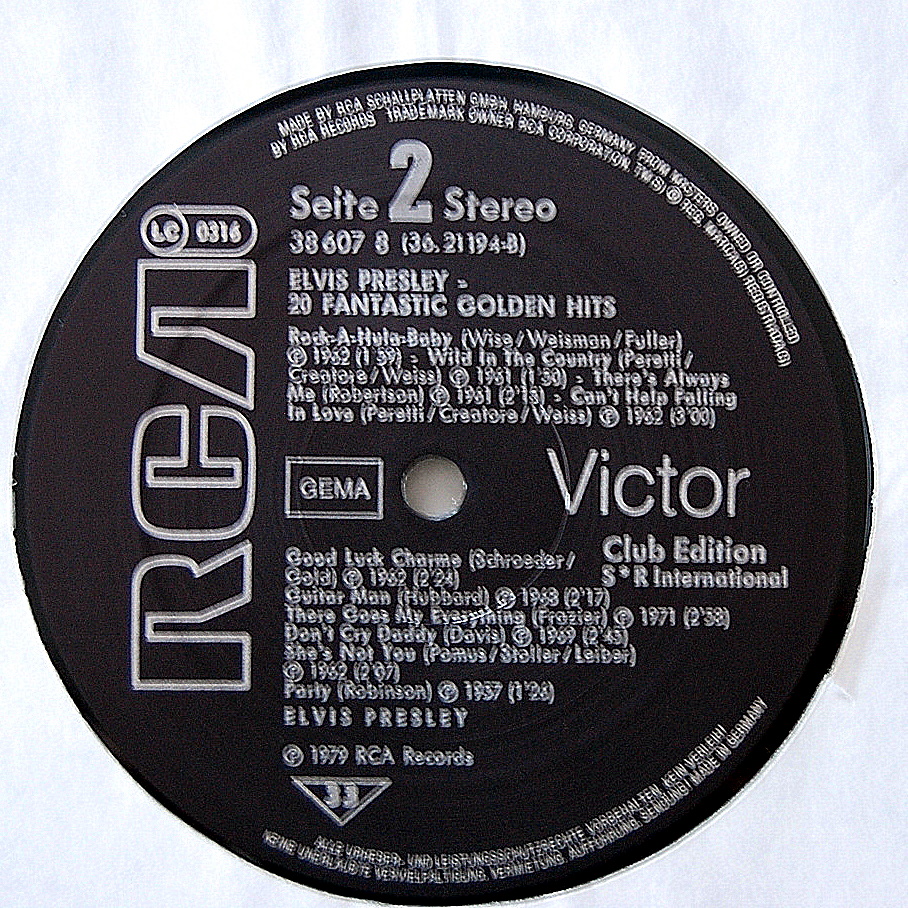 MADE BY RCA SCHALLPLATTEN GMBH, HAMBURG, GERMANY, FROM MASTERS OWNED OR CONTROLLED
BY RCA RECORDS TRADEMARK OWNER RCA CORPORATION, TM(S) ® RCA, MARCA(S) REGISTRADA(S)
Seite 2 Stereo
LC 0316
38 607 8 (36.21194-B)
ELVIS PRESLEY -
20 FANTASTIC GOLDEN HITS
Rock-A-Hula-Baby (Wise/Weisman/Fuller)
℗ 1962 (1'59) - Wild In The Country (Peretti/
Creatore/Weiss) ℗ 1961 (1'50) - There's Always
Me (Robertson) ℗ 1961 (2'15) - Can't Help Falling
In Love (Peretti/Creatore/Weiss) ℗ 1962 (3'00)
RCA
GEMA
Victor
Club Edition
S*R International
Good Luck Charme (Schroeder/
Gold) ℗ 1962 (2'24)
Guitar Man (Hubbard) ℗ 1968 (2'17)
There Goes My Everything (Frazier) ℗ 1971 (2'58)
Don't Cry Daddy (Davis) ℗ 1969 (2'45)
She's Not You (Pomus/Stoller/Leiber)
℗ 1962 (2'07)
Party (Robinson) ℗ 1957 (1'26)
ELVIS PRESLEY
℗ 1979 RCA Records
33
ALLE URHEBER- UND LEISTUNGSSCHUTZRECHTE VORBEHALTEN. KEIN VERLEIH!
KEINE UNERLAUBTE VERVIELFÄLTIGUNG, VERMIETUNG, AUFFÜHRUNG, SENDUNG! MADE IN GERMANY